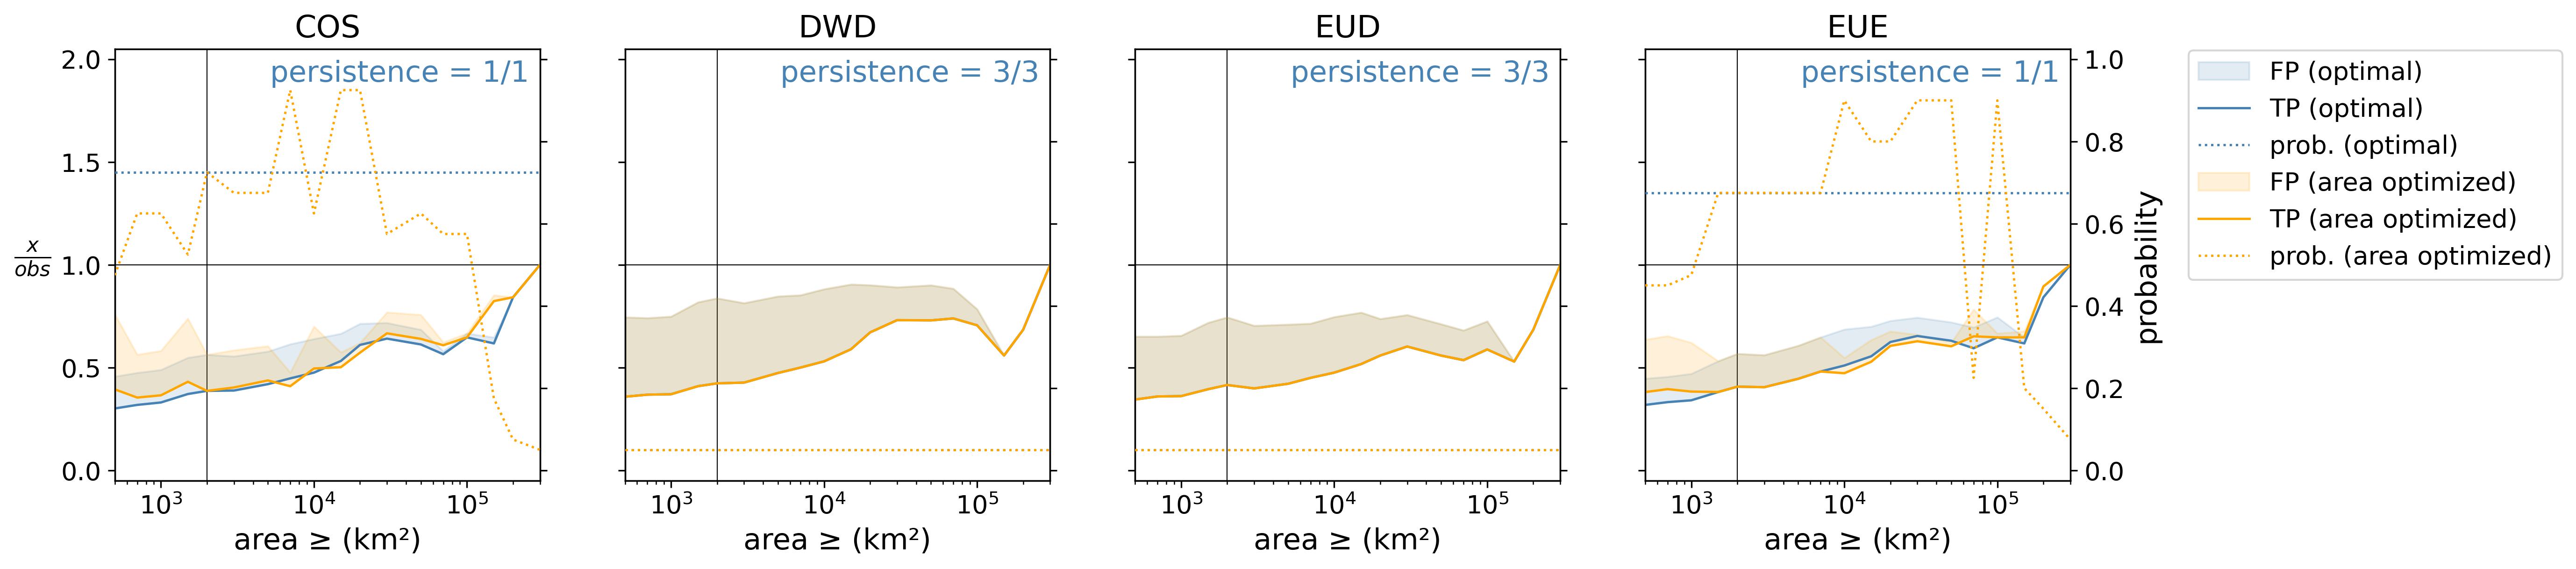 COS
DWD
EUD
EUE
persistence = 1/1
persistence = 3/3
persistence = 3/3
persistence = 1/1
x/obs
2.0
1.5
1.0
0.5
0.0
10³ 10⁴ 10⁵
10³ 10⁴ 10⁵
10³ 10⁴ 10⁵
10³ 10⁴ 10⁵
area ≥ (km²)
area ≥ (km²)
area ≥ (km²)
area ≥ (km²)
1.0
0.8
0.6
0.4
0.2
0.0
probability
FP (optimal)
TP (optimal)
prob. (optimal)
FP (area optimized)
TP (area optimized)
prob. (area optimized)